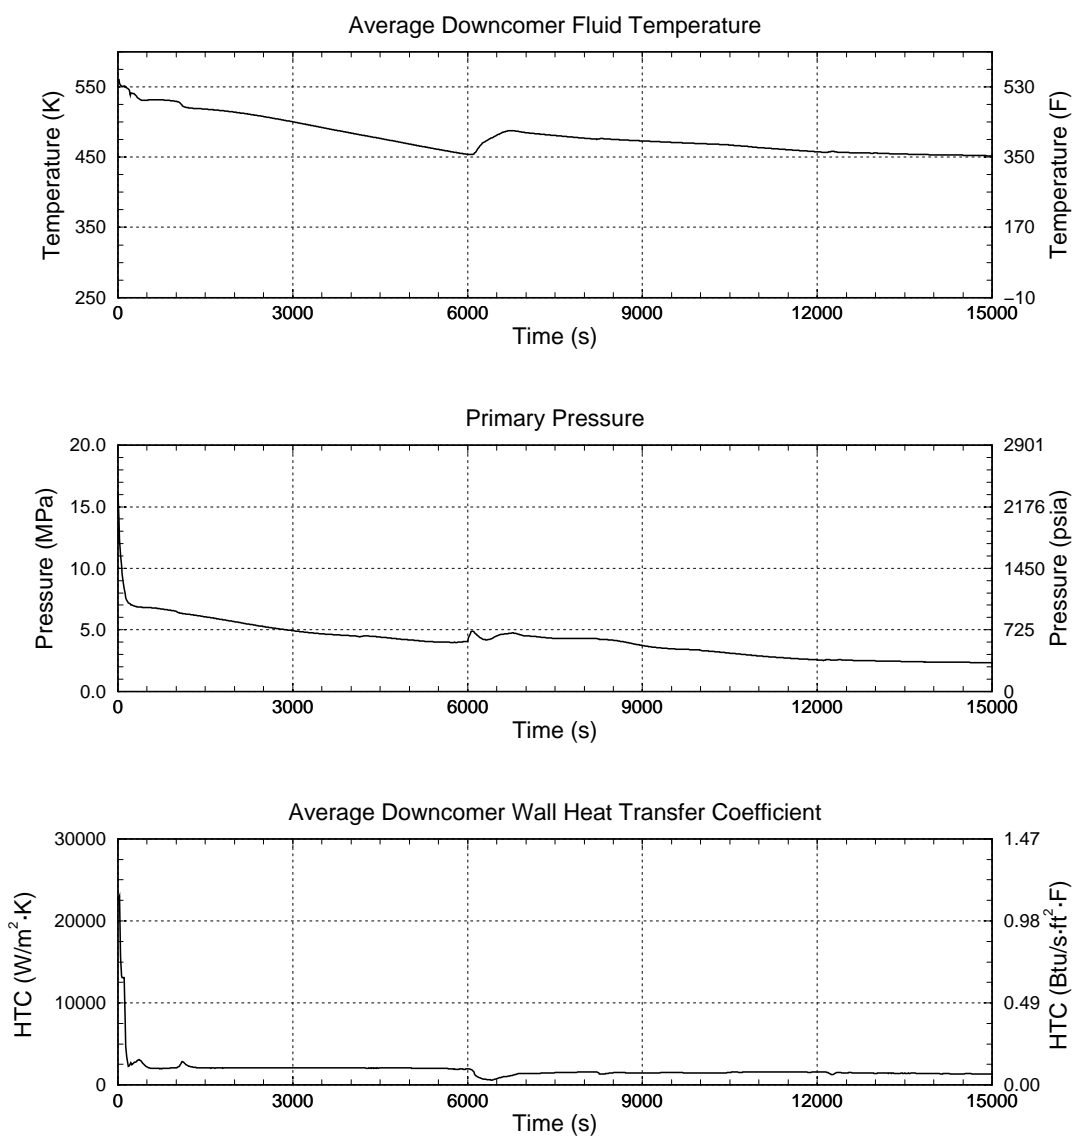 Average Downcomer Fluid Temperature
Temperature (K)
550
450
350
250
Temperature (F)
530
350
170
−10
0 3000 6000 9000 12000 15000
Time (s)
Primary Pressure
Pressure (MPa)
20.0
15.0
10.0
5.0
0.0
Pressure (psia)
2901
2176
1450
725
0
0 3000 6000 9000 12000 15000
Time (s)
Average Downcomer Wall Heat Transfer Coefficient
HTC (W/m²·K)
30000
20000
10000
0
HTC (Btu/s·ft²·F)
1.47
0.98
0.49
0.00
0 3000 6000 9000 12000 15000
Time (s)